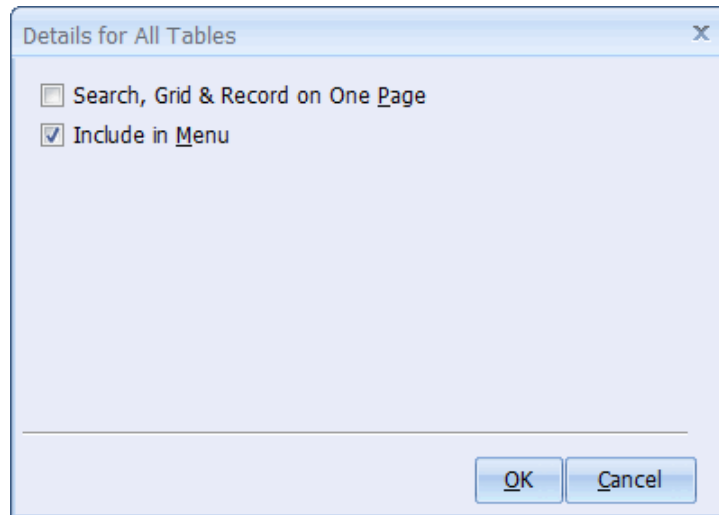 Details for All Tables
Search, Grid & Record on One Page
Include in Menu
OK Cancel